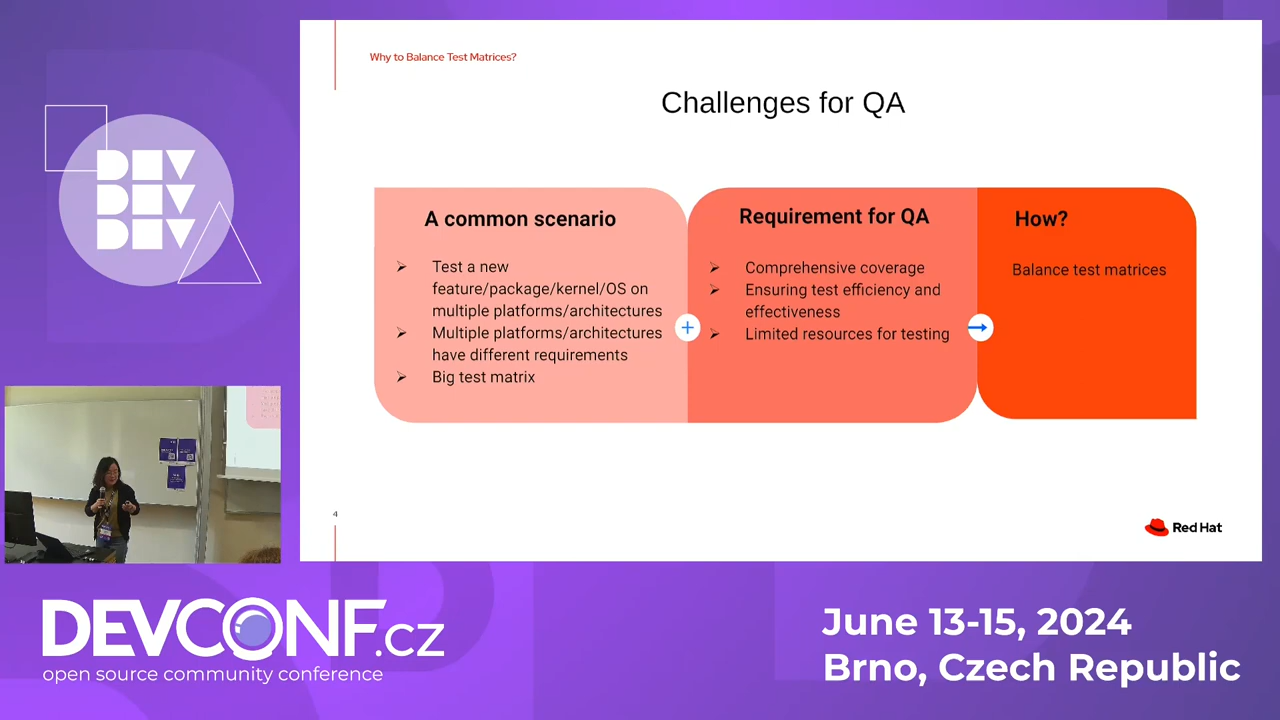 DEV
DEV
DEV
Why to Balance Test Matrices?
Challenges for QA
A common scenario
➢ Test a new
feature/package/kernel/OS on
multiple platforms/architectures
➢ Multiple platforms/architectures
have different requirements
➢ Big test matrix
+
Requirement for QA
➢ Comprehensive coverage
➢ Ensuring test efficiency and
effectiveness
➢ Limited resources for testing
→
How?
Balance test matrices
4
Red Hat
DEVCONF.cz
open source community conference
June 13-15, 2024
Brno, Czech Republic